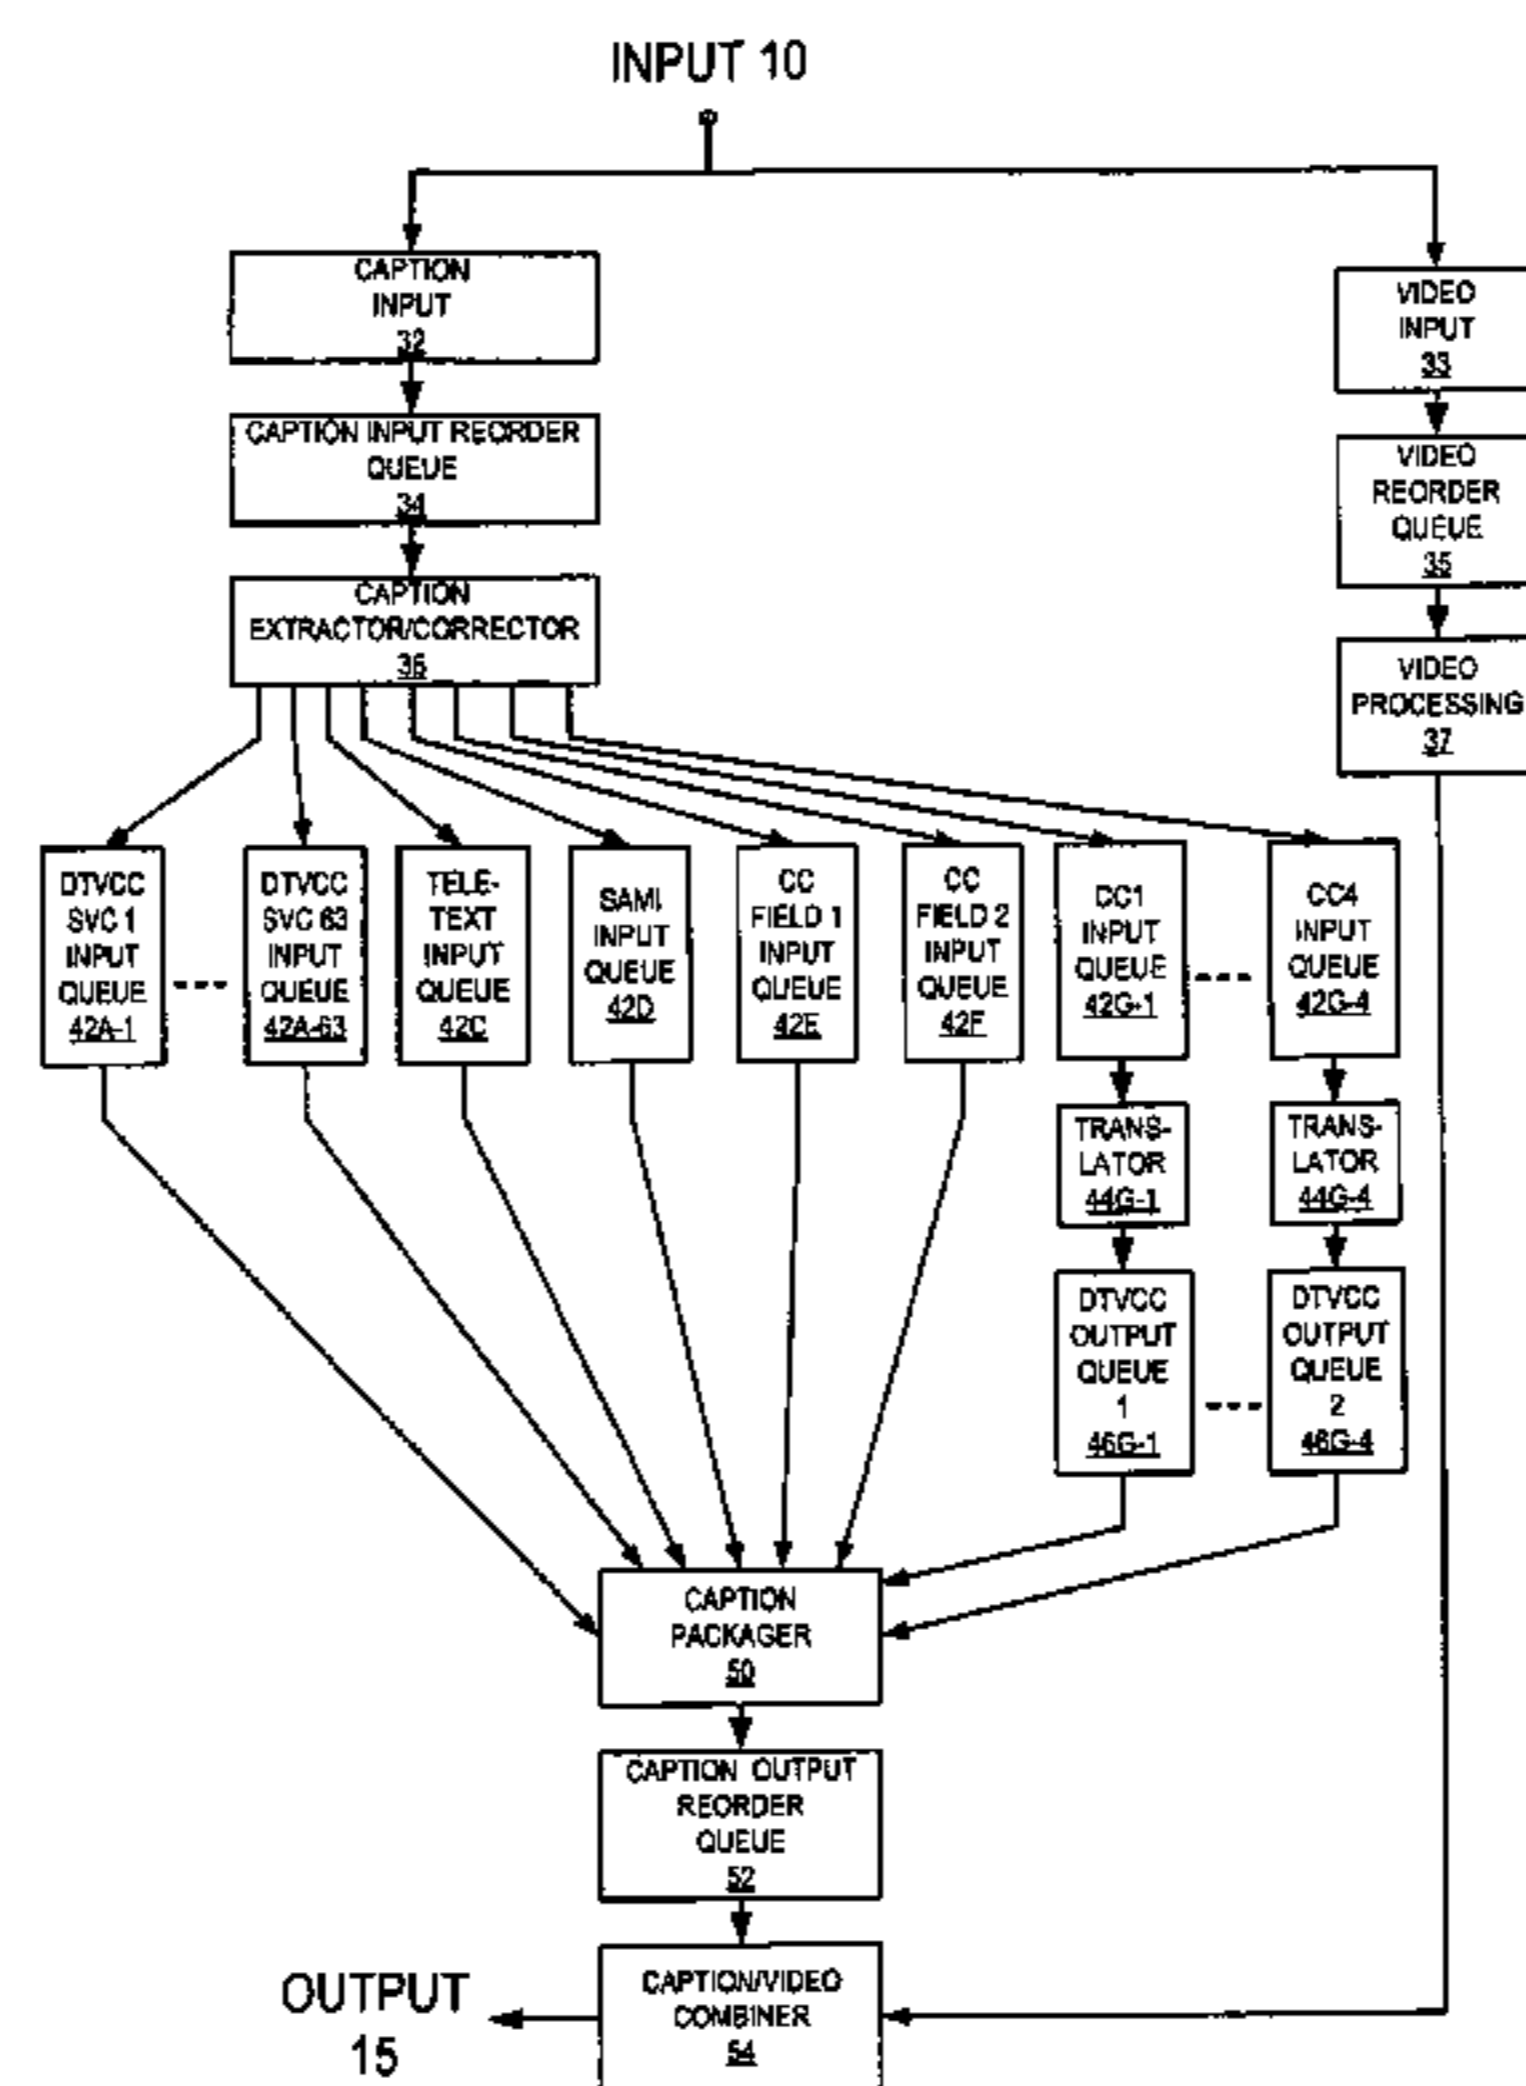 INPUT 10
CAPTION
INPUT
32
VIDEO
INPUT
33
CAPTION INPUT REORDER
QUEUE
34
VIDEO
REORDER
QUEUE
35
CAPTION
EXTRACTOR/CORRECTOR
36
VIDEO
PROCESSING
37
DTVCC
SVC 1
INPUT
QUEUE
42A-1
DTVCC
SVC 63
INPUT
QUEUE
42A-63
TELE-
TEXT
INPUT
QUEUE
42C
SAMI
INPUT
QUEUE
42D
CC
FIELD 1
INPUT
QUEUE
42E
CC
FIELD 2
INPUT
QUEUE
42F
CC1
INPUT
QUEUE
42G-1
CC4
INPUT
QUEUE
42G-4
TRANS-
LATOR
44G-1
TRANS-
LATOR
44G-4
DTVCC
OUTPUT
QUEUE
1
46G-1
DTVCC
OUTPUT
QUEUE
2
46G-4
CAPTION
PACKAGER
50
CAPTION OUTPUT
REORDER
QUEUE
52
CAPTION/VIDEO
COMBINER
54
OUTPUT
15